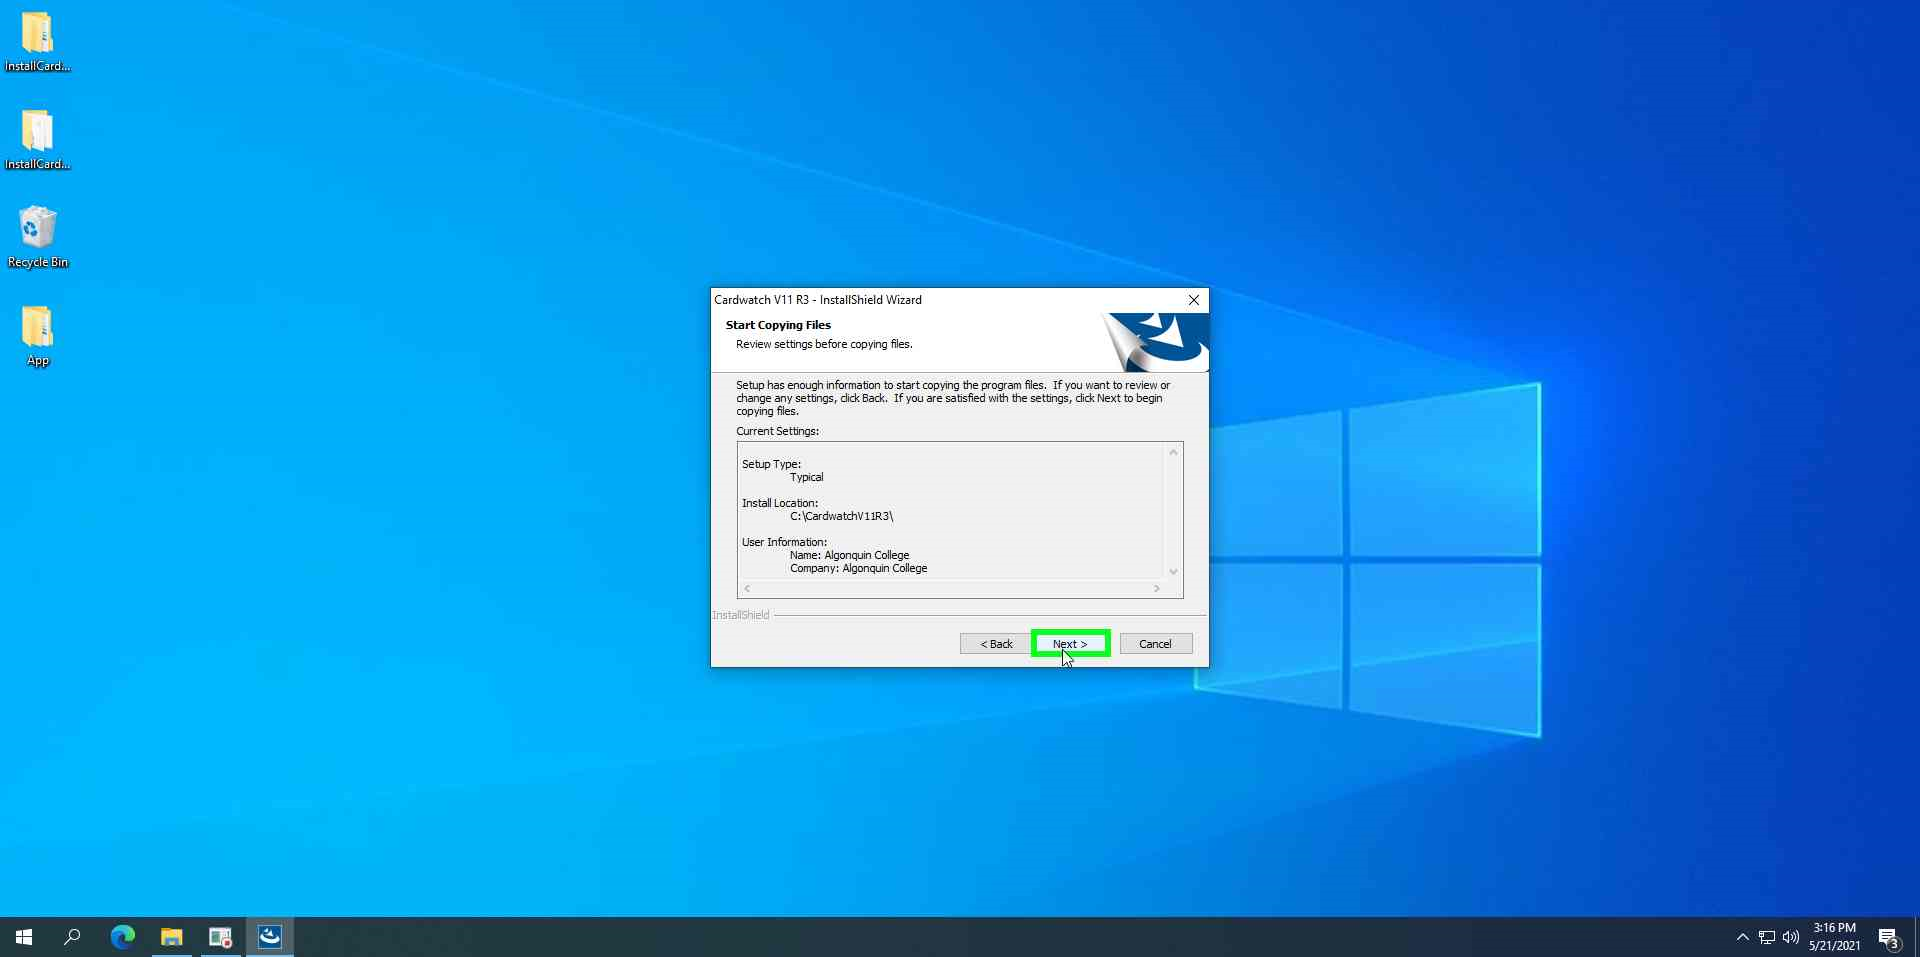 InstallCard...
InstallCard...
Recycle Bin
App
Cardwatch V11 R3 - InstallShield Wizard
Start Copying Files
Review settings before copying files.
Setup has enough information to start copying the program files. If you want to review or
change any settings, click Back. If you are satisfied with the settings, click Next to begin
copying files.
Current Settings:
Setup Type:
Typical
Install Location:
C:\CardwatchV11R3\
User Information:
Name: Algonquin College
Company: Algonquin College
InstallShield
< Back
Next >
Cancel
3:16 PM
5/21/2021
3